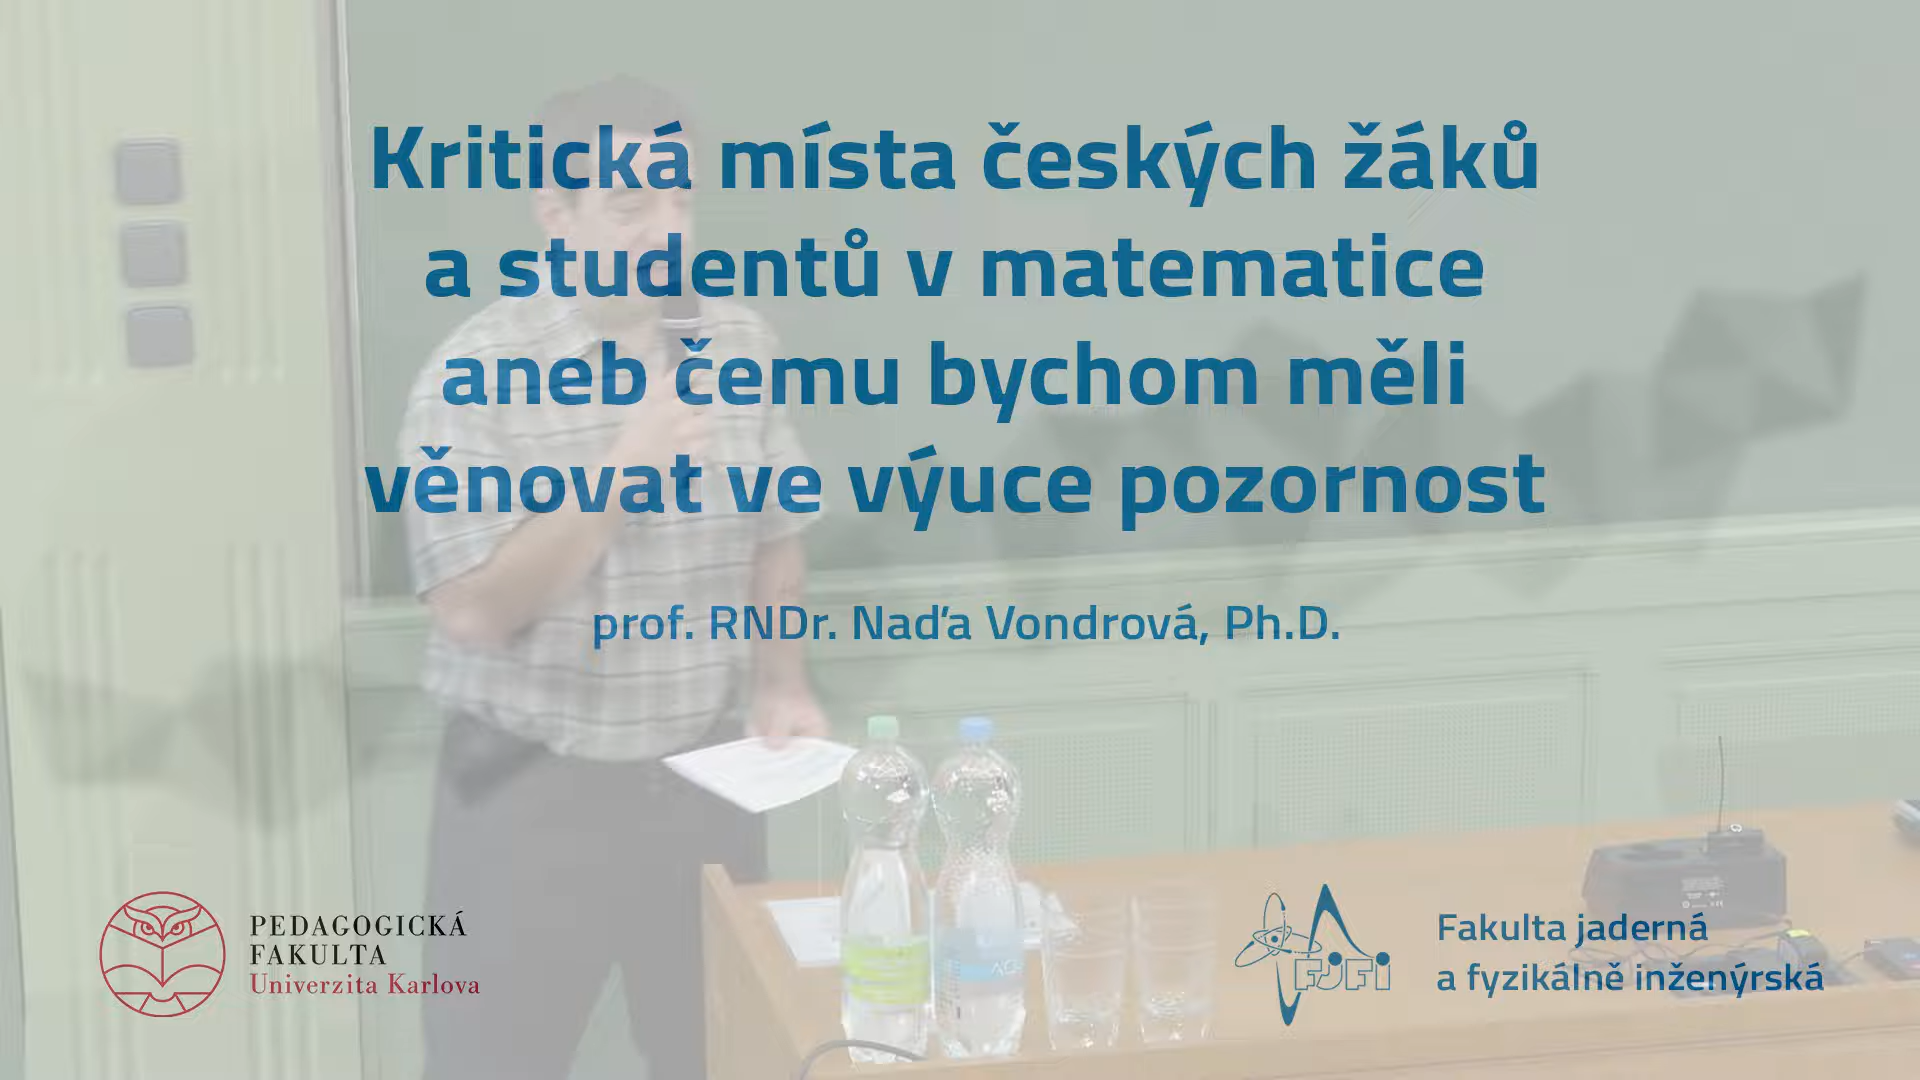 Kritická místa českých žáků
a studentů v matematice
aneb čemu bychom měli
věnovat ve výuce pozornost
prof. RNDr. Naďa Vondrová, Ph.D.
PEDAGOGICKÁ
FAKULTA
Univerzita Karlova
FJFI
Fakulta jaderná
a fyzikálně inženýrská